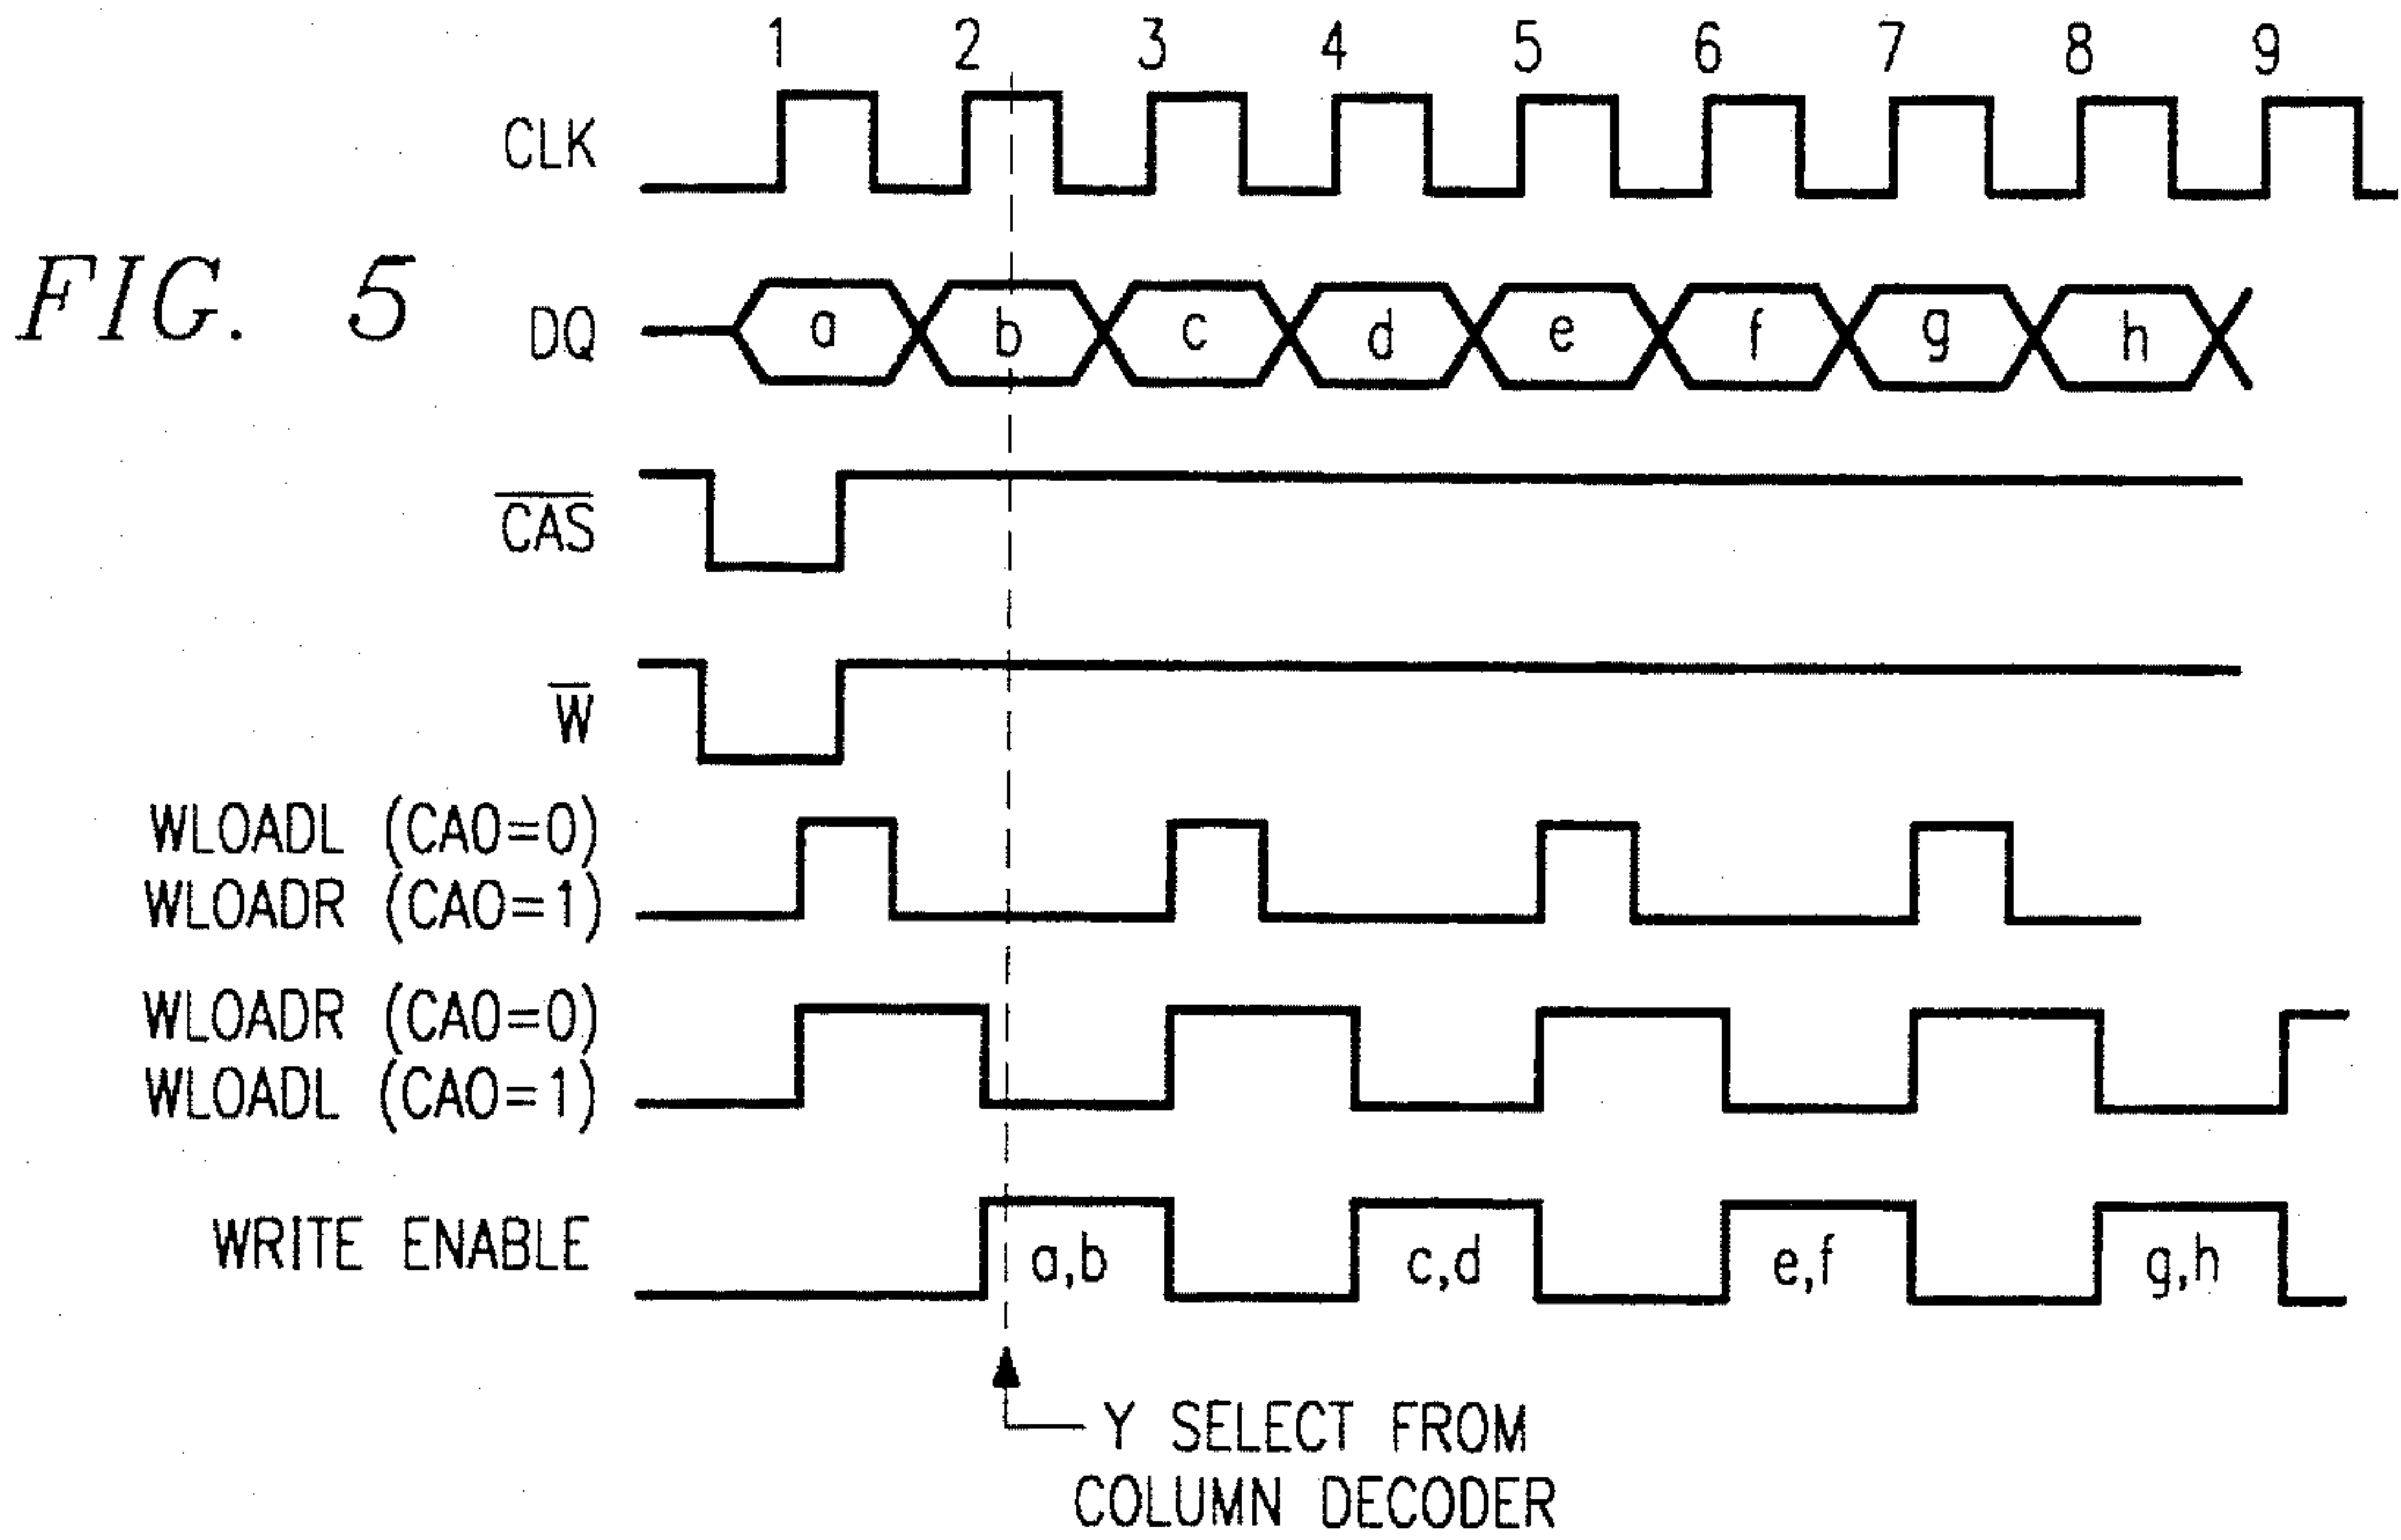 1 2 3 4 5 6 7 8 9
CLK
FIG. 5
DQ a b c d e f g h
CAS
W
WLOADL (CA0=0)
WLOADR (CA0=1)
WLOADR (CA0=0)
WLOADL (CA0=1)
WRITE ENABLE a,b c,d e,f g,h
Y SELECT FROM
COLUMN DECODER